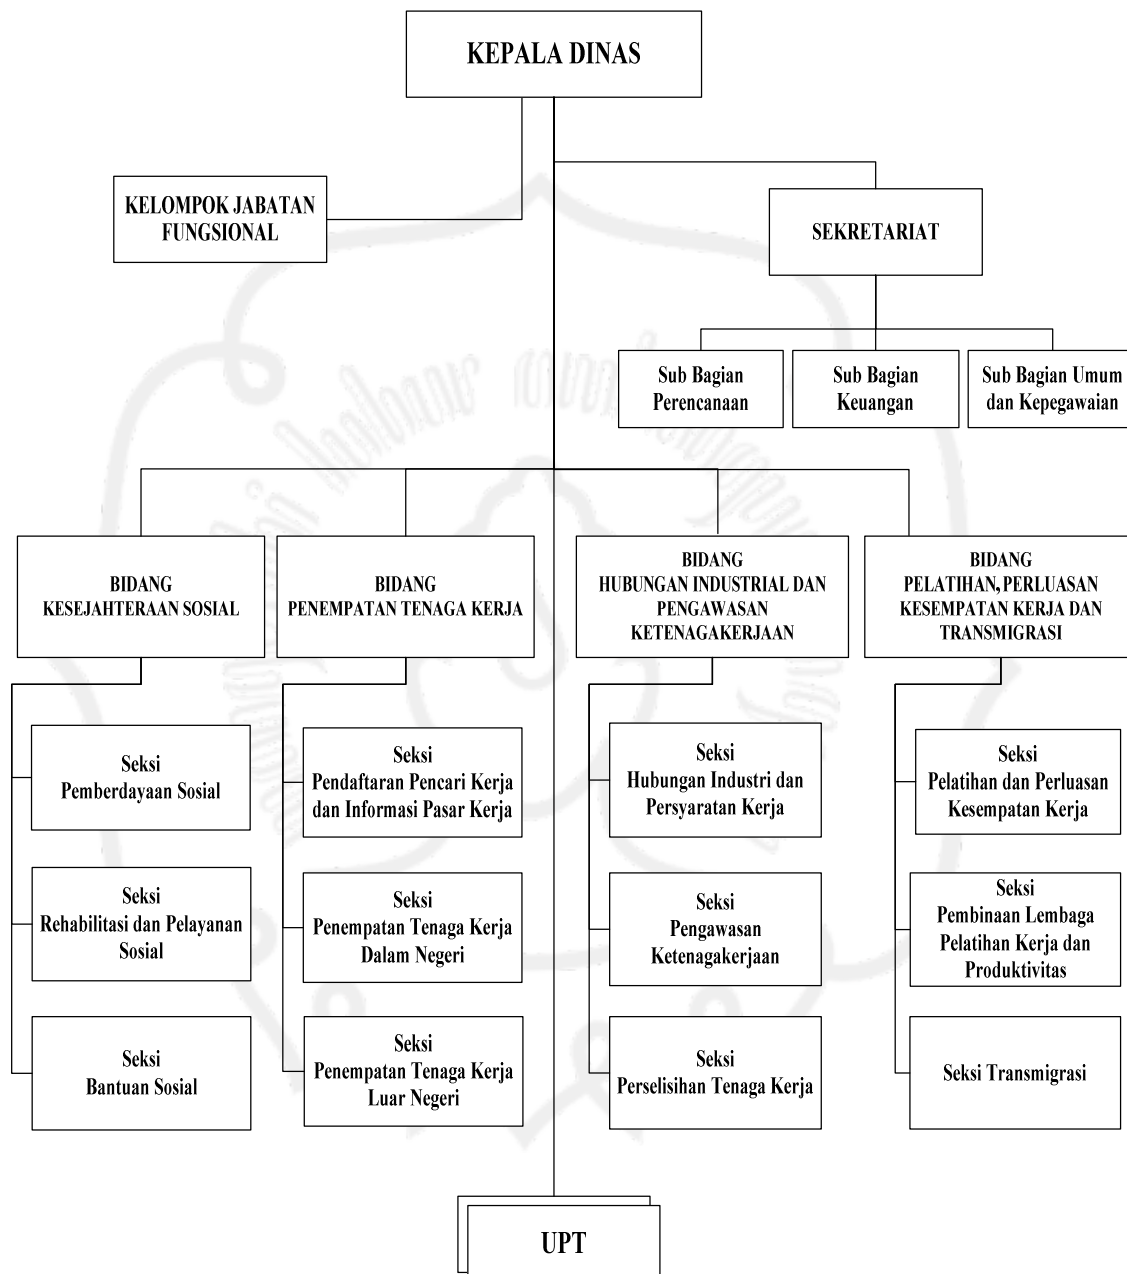 KEPALA DINAS
KELOMPOK JABATAN
FUNGSIONAL
SEKRETARIAT
Sub Bagian
Perencanaan
Sub Bagian
Keuangan
Sub Bagian Umum
dan Kepegawaian
BIDANG
KESEJAHTERAAN SOSIAL
BIDANG
PENEMPATAN TENAGA KERJA
BIDANG
HUBUNGAN INDUSTRIAL DAN
PENGAWASAN
KETENAGAKERJAAN
BIDANG
PELATIHAN, PERLUASAN
KESEMPATAN KERJA DAN
TRANSMIGRASI
Seksi
Pemberdayaan Sosial
Seksi
Pendaftaran Pencari Kerja
dan Informasi Pasar Kerja
Seksi
Hubungan Industri dan
Persyaratan Kerja
Seksi
Pelatihan dan Perluasan
Kesempatan Kerja
Seksi
Rehabilitasi dan Pelayanan
Sosial
Seksi
Penempatan Tenaga Kerja
Dalam Negeri
Seksi
Pengawasan
Ketenagakerjaan
Seksi
Pembinaan Lembaga
Pelatihan Kerja dan
Produktivitas
Seksi
Bantuan Sosial
Seksi
Penempatan Tenaga Kerja
Luar Negeri
Seksi
Perselisihan Tenaga Kerja
Seksi Transmigrasi
UPT